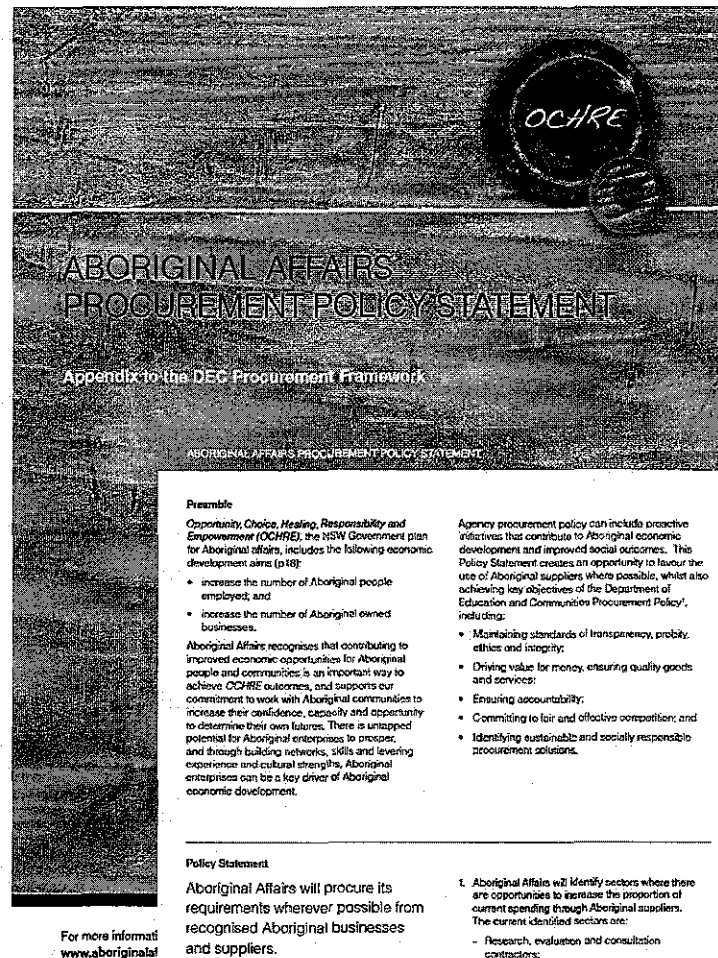 OCHRE
ABORIGINAL AFFAIRS
PROCUREMENT POLICY STATEMENT
Appendix to the DEC Procurement Framework
ABORIGINAL AFFAIRS PROCUREMENT POLICY STATEMENT
Preamble
Opportunity, Choice, Healing, Responsibility and
Empowerment (OCHRE), the NSW Government plan
for Aboriginal affairs, includes the following economic
development aims (p18):
• increase the number of Aboriginal people
employed; and
• increase the number of Aboriginal owned
businesses.
Aboriginal Affairs recognises that contributing to
improved economic opportunities for Aboriginal
people and communities is an important way to
achieve OCHRE outcomes, and supports our
commitment to work with Aboriginal communities to
increase their confidence, capacity and opportunity
to determine their own futures. There is untapped
potential for Aboriginal enterprises to prosper,
and through building networks, skills and levering
experience and cultural strengths, Aboriginal
enterprises can be a key driver of Aboriginal
economic development.
Agency procurement policy can include proactive
initiatives that contribute to Aboriginal economic
development and improved social outcomes. This
Policy Statement creates an opportunity to favour the
use of Aboriginal suppliers where possible, whilst also
achieving key objectives of the Department of
Education and Communities Procurement Policy¹,
including:
• Maintaining standards of transparency, probity,
ethics and integrity;
• Driving value for money, ensuring quality goods
and services;
• Ensuring accountability;
• Committing to fair and effective competition; and
• Identifying sustainable and socially responsible
procurement solutions.
Policy Statement
Aboriginal Affairs will procure its
requirements wherever possible from
recognised Aboriginal businesses
and suppliers.
1. Aboriginal Affairs will identify sectors where there
are opportunities to increase the proportion of
current spending through Aboriginal suppliers.
The current identified sectors are:
- Research, evaluation and consultation
contractors;
For more informati
www.aboriginalaf